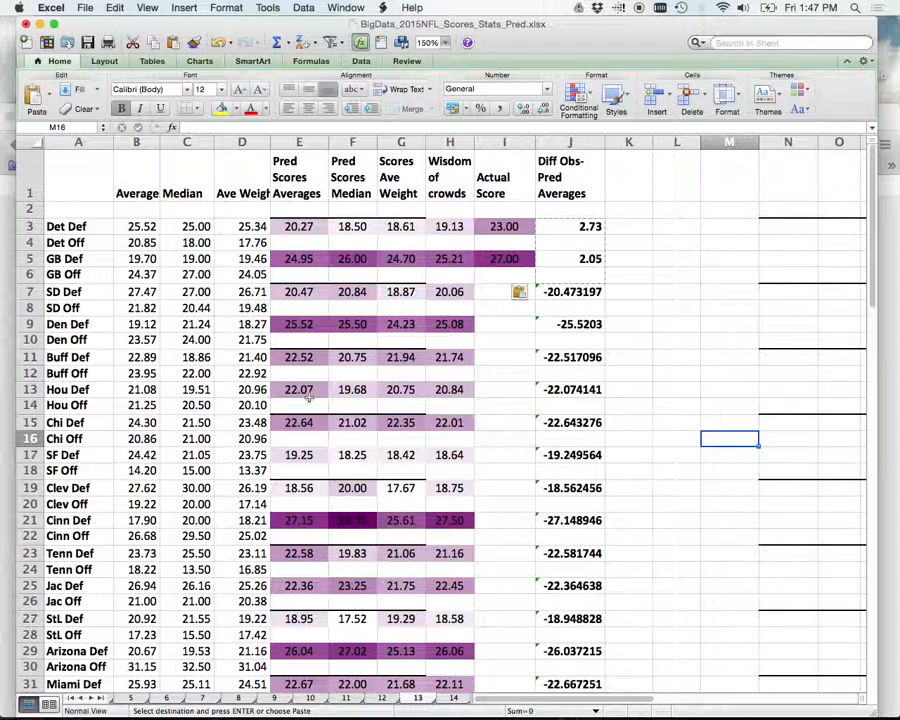 Excel File Edit View Insert Format Tools Data Window Help Fri 1:47 PM
BigData_2015NFL_Scores_Stats_Pred.xlsx
150% Search in Sheet
Home Layout Tables Charts SmartArt Formulas Data Review
Edit Font Alignment Number Format Cells Themes
Paste Fill Clear Calibri (Body) 12 B I U A abc Wrap Text Merge General % Conditional Formatting Styles Insert Delete Format Themes Aa
M16 fx
A B C D E F G H I J K L M N O
1 Average Median Ave Weigh Pred Scores Averages Pred Scores Median Scores Ave Weight Wisdom of crowds Actual Score Diff Obs-Pred Averages
2
3 Det Def 25.52 25.00 25.34 20.27 18.50 18.61 19.13 23.00 2.73
4 Det Off 20.85 18.00 17.76
5 GB Def 19.70 19.00 19.46 24.95 26.00 24.70 25.21 27.00 2.05
6 GB Off 24.37 27.00 24.05
7 SD Def 27.47 27.00 26.71 20.47 20.84 18.87 20.06 -20.473197
8 SD Off 21.82 20.44 19.48
9 Den Def 19.12 21.24 18.27 25.52 25.50 24.23 25.08 -25.5203
10 Den Off 23.57 24.00 21.75
11 Buff Def 22.89 18.86 21.40 22.52 20.75 21.94 21.74 -22.517096
12 Buff Off 23.95 22.00 22.92
13 Hou Def 21.08 19.51 20.96 22.07 19.68 20.75 20.84 -22.074141
14 Hou Off 21.25 20.50 20.10
15 Chi Def 24.30 21.50 23.48 22.64 21.02 22.35 22.01 -22.643276
16 Chi Off 20.86 21.00 20.96
17 SF Def 24.42 21.05 23.75 19.25 18.25 18.42 18.64 -19.249564
18 SF Off 14.20 15.00 13.37
19 Clev Def 27.62 30.00 26.19 18.56 20.00 17.67 18.75 -18.562456
20 Clev Off 19.22 20.00 17.14
21 Cinn Def 17.90 20.00 18.21 27.15 25.61 27.50 -27.148946
22 Cinn Off 26.68 29.50 25.02
23 Tenn Def 23.73 25.50 23.11 22.58 19.83 21.06 21.16 -22.581744
24 Tenn Off 18.22 13.50 16.85
25 Jac Def 26.94 26.16 25.26 22.36 23.25 21.75 22.45 -22.364638
26 Jac Off 21.00 21.00 20.38
27 StL Def 20.92 21.55 19.22 18.95 17.52 19.29 18.58 -18.948828
28 StL Off 17.23 15.50 17.42
29 Arizona Def 20.67 19.53 21.16 26.04 27.02 25.13 26.06 -26.037215
30 Arizona Off 31.15 32.50 31.04
31 Miami Def 25.93 25.11 24.51 22.67 22.00 21.68 22.11 -22.667251
5 6 7 8 9 10 11 12 13 14
Normal View Select destination and press ENTER or choose Paste Sum=0